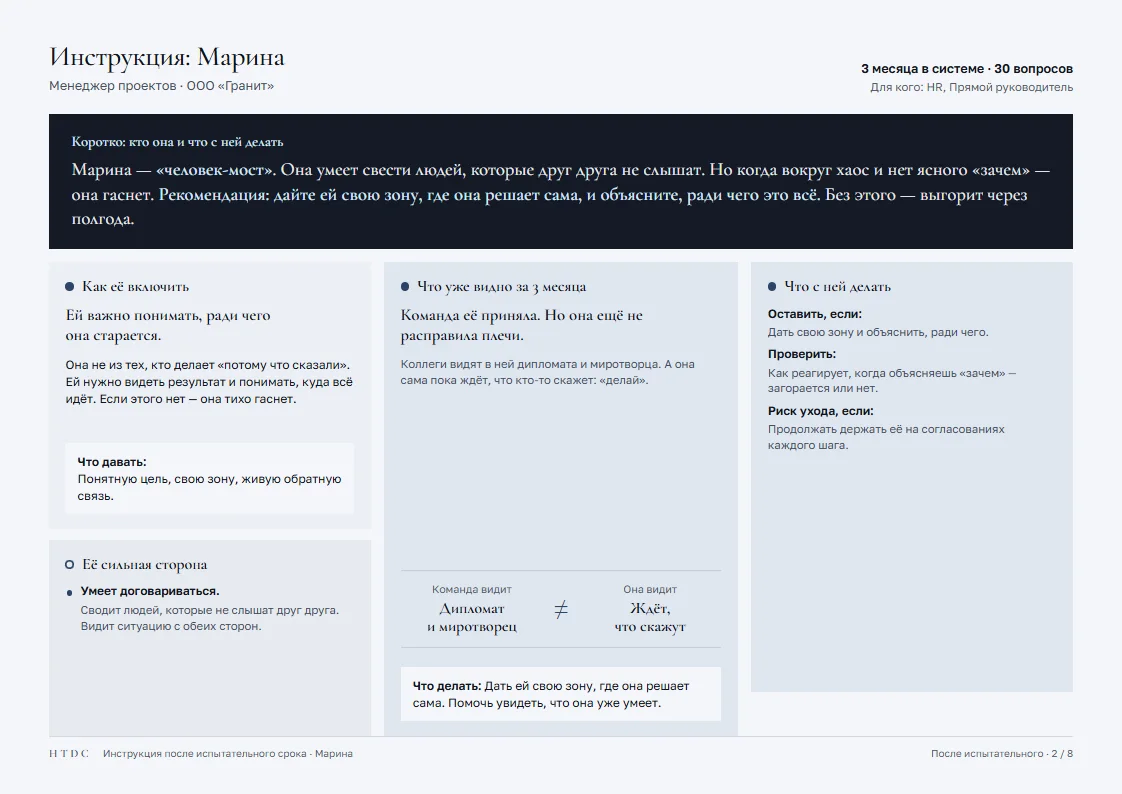 Инструкция: Марина
Менеджер проектов · ООО «Гранит»
3 месяца в системе · 30 вопросов
Для кого: HR, Прямой руководитель
Коротко: кто она и что с ней делать
Марина — «человек-мост». Она умеет свести людей, которые друг друга не слышат. Но когда вокруг хаос и нет ясного «зачем» —
она гаснет. Рекомендация: дайте ей свою зону, где она решает сама, и объясните, ради чего это всё. Без этого — выгорит через
полгода.
Как её включить
Ей важно понимать, ради чего
она старается.
Она не из тех, кто делает «потому что сказали».
Ей нужно видеть результат и понимать, куда всё
идёт. Если этого нет — она тихо гаснет.
Что давать:
Понятную цель, свою зону, живую обратную
связь.
Её сильная сторона
Умеет договариваться.
Сводит людей, которые не слышат друг друга.
Видит ситуацию с обеих сторон.
Что уже видно за 3 месяца
Команда её приняла. Но она ещё не
расправила плечи.
Коллеги видят в ней дипломата и миротворца. А она
сама пока ждёт, что кто-то скажет: «делай».
Команда видит
Дипломат
и миротворец
≠
Она видит
Ждёт,
что скажут
Что делать: Дать ей свою зону, где она решает
сама. Помочь увидеть, что она уже умеет.
Что с ней делать
Оставить, если:
Дать свою зону и объяснить, ради чего.
Проверить:
Как реагирует, когда объясняешь «зачем» —
загорается или нет.
Риск ухода, если:
Продолжать держать её на согласованиях
каждого шага.
HTDC Инструкция после испытательного срока · Марина
После испытательного · 2 / 8